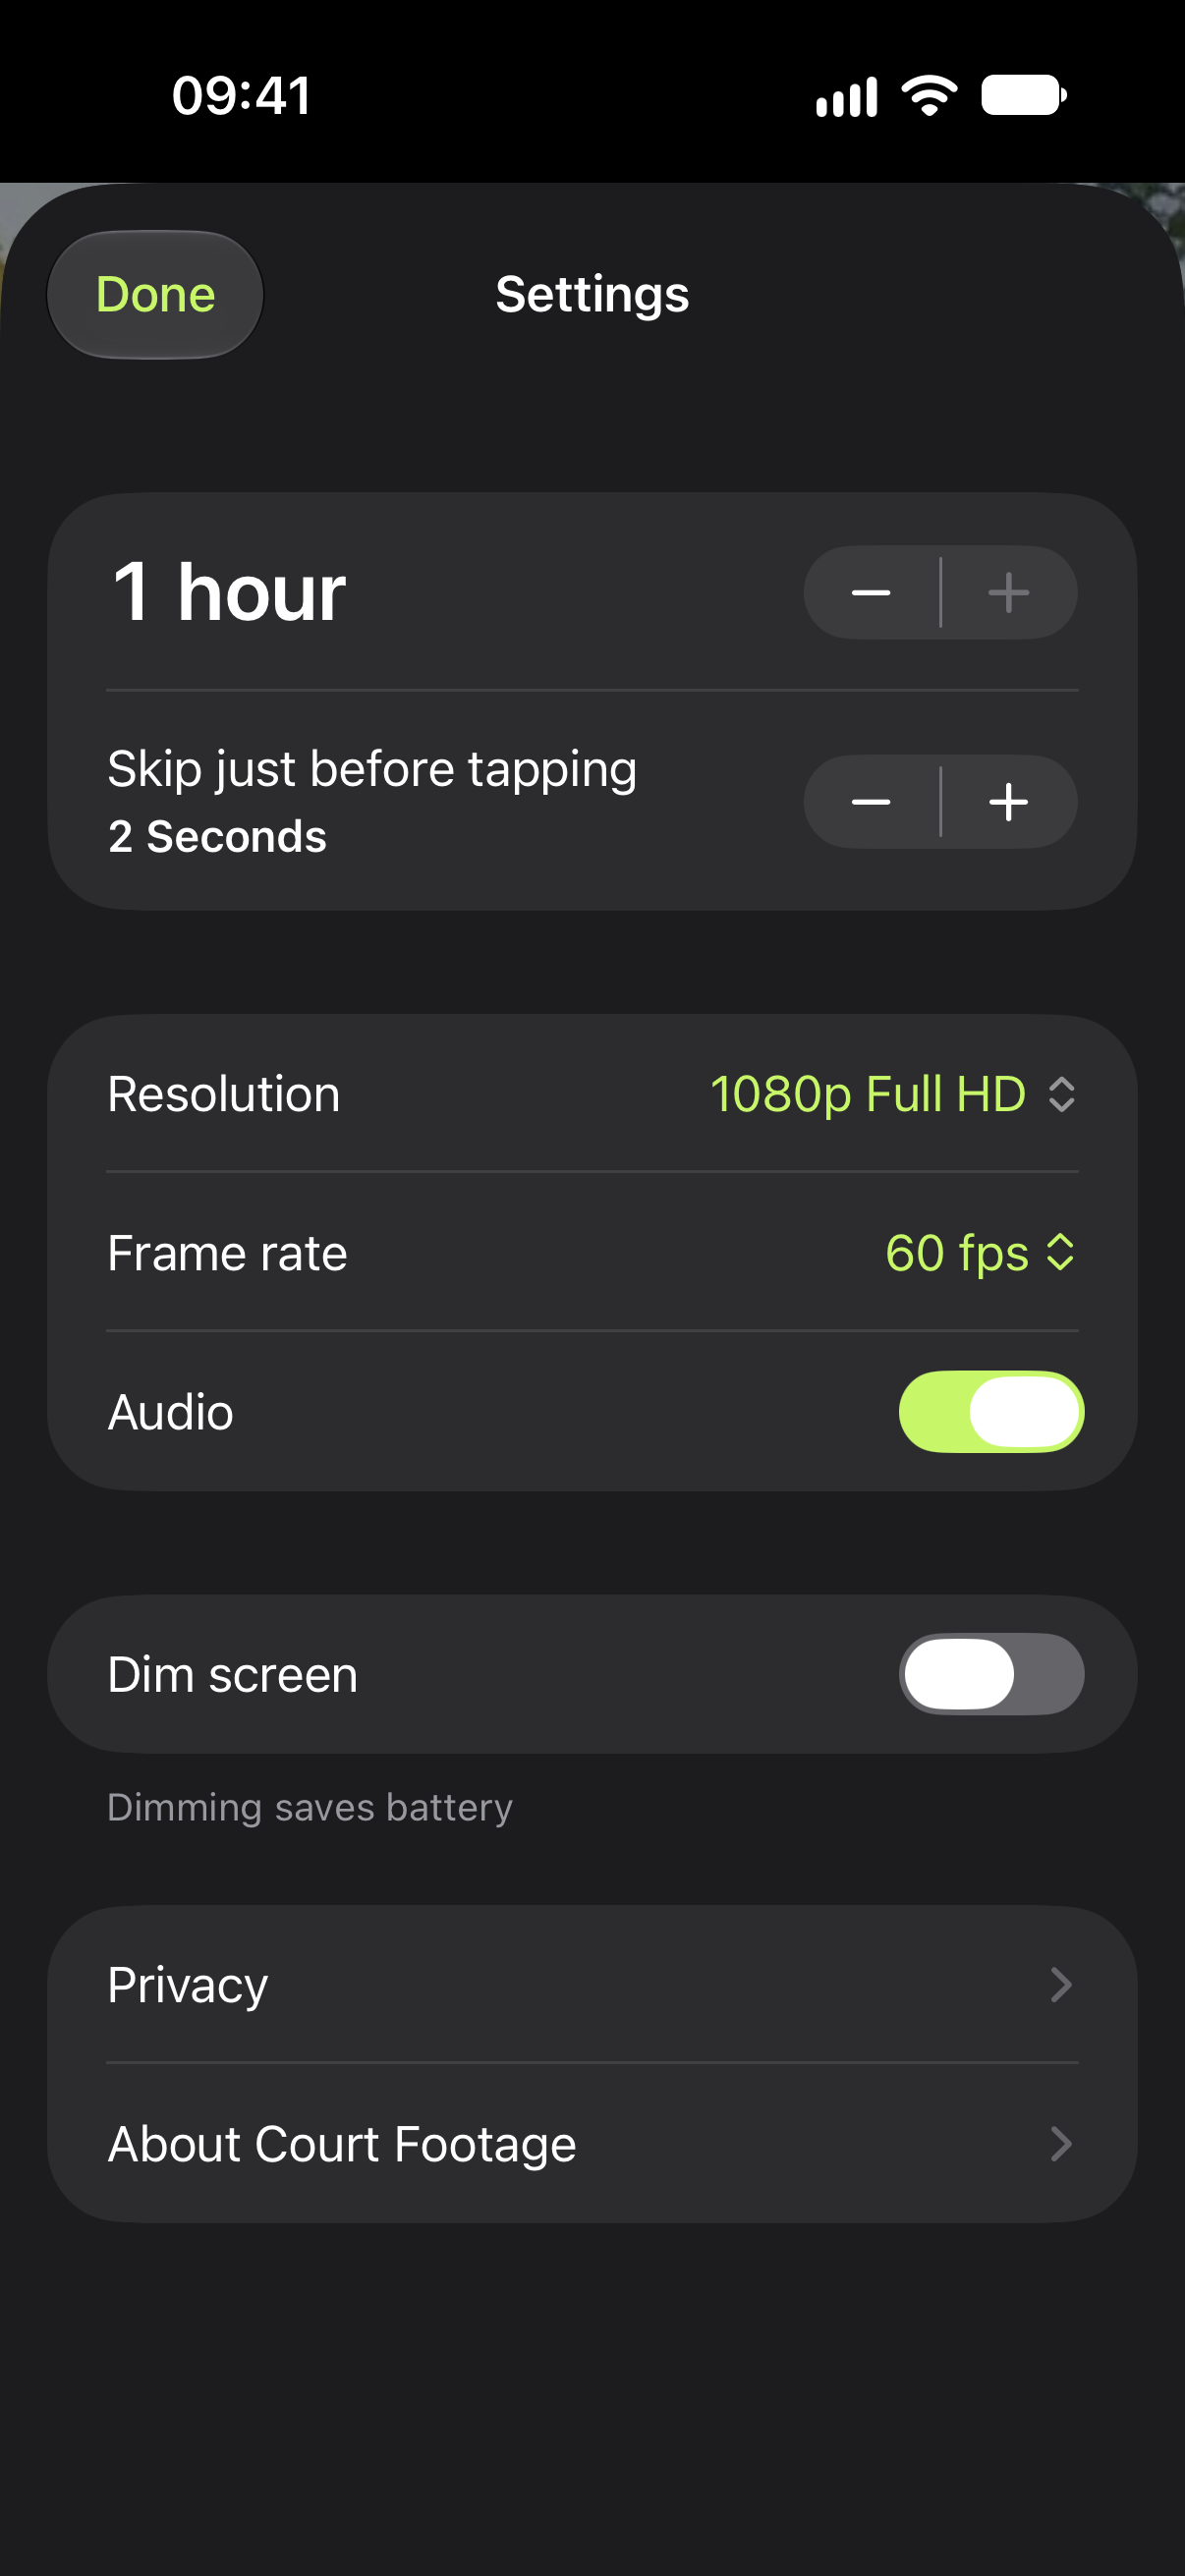 09:41
Done
Settings
1 hour
Skip just before tapping
2 Seconds
Resolution
1080p Full HD
Frame rate
60 fps
Audio
Dim screen
Dimming saves battery
Privacy
About Court Footage